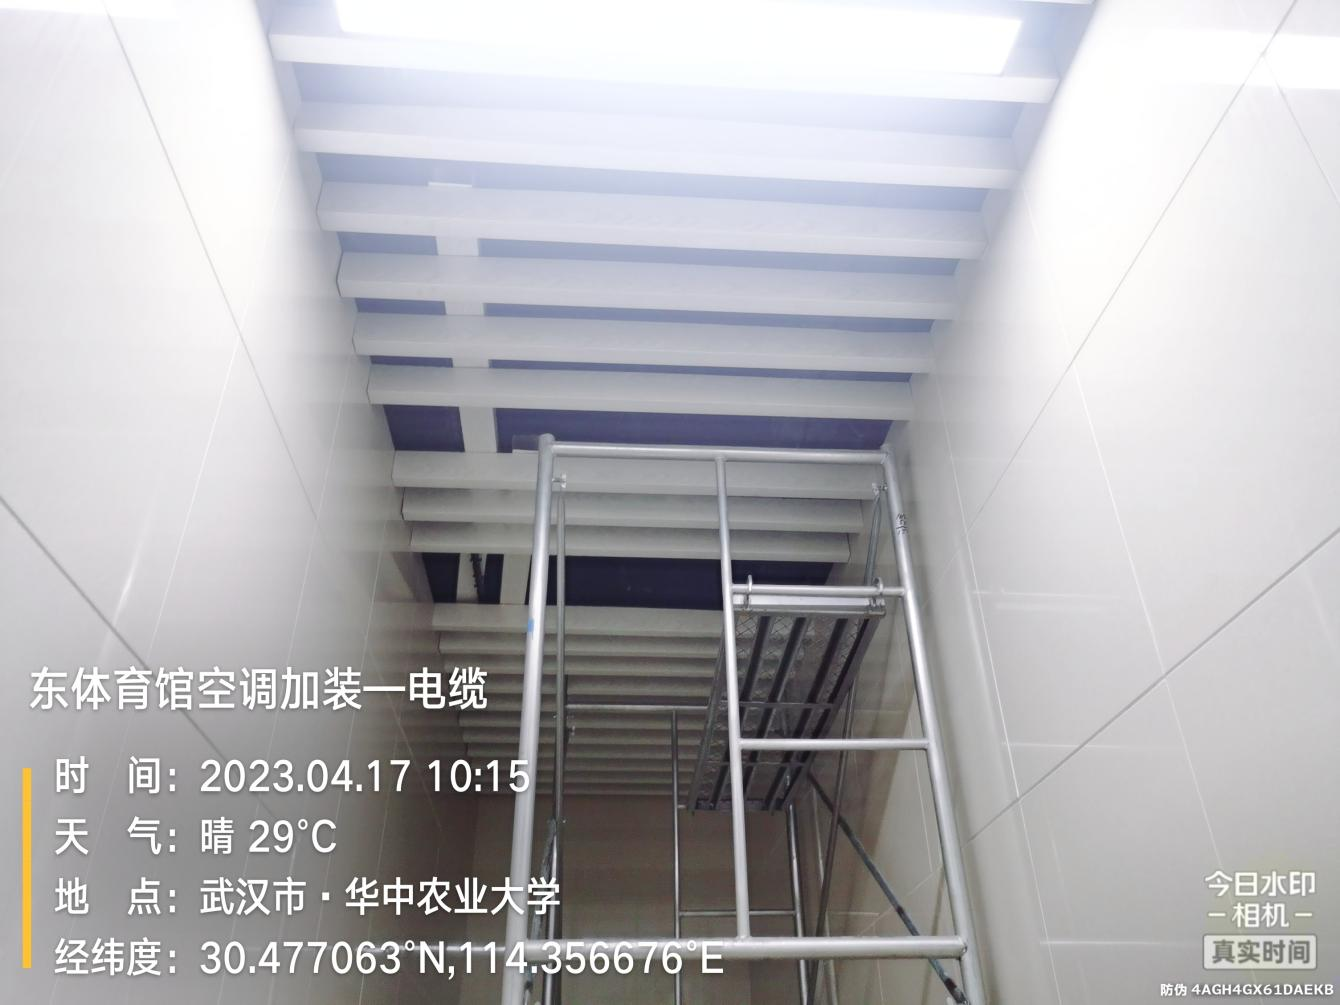 东体育馆空调加装—电缆
时 间：2023.04.17 10:15
天 气：晴 29°C
地 点：武汉市·华中农业大学
经纬度：30.477063°N,114.356676°E
今日水印
–相机–
真实时间
防伪 4AGH4GX61DAEKB